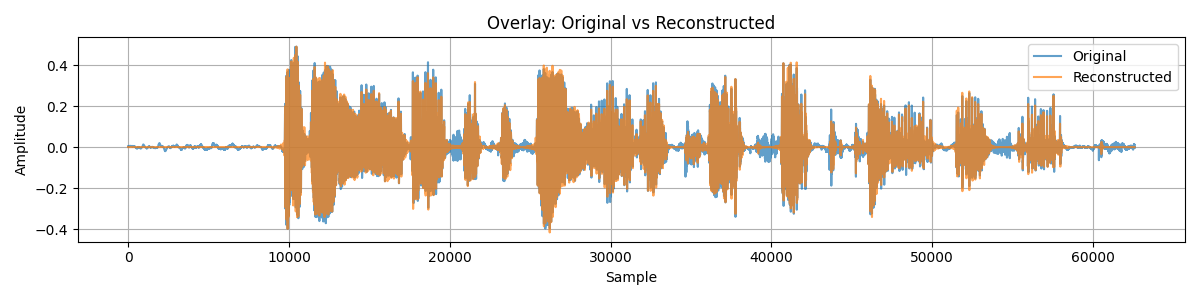 Overlay: Original vs Reconstructed
Amplitude
0.4
0.2
0.0
−0.2
−0.4
Original
Reconstructed
0 10000 20000 30000 40000 50000 60000
Sample